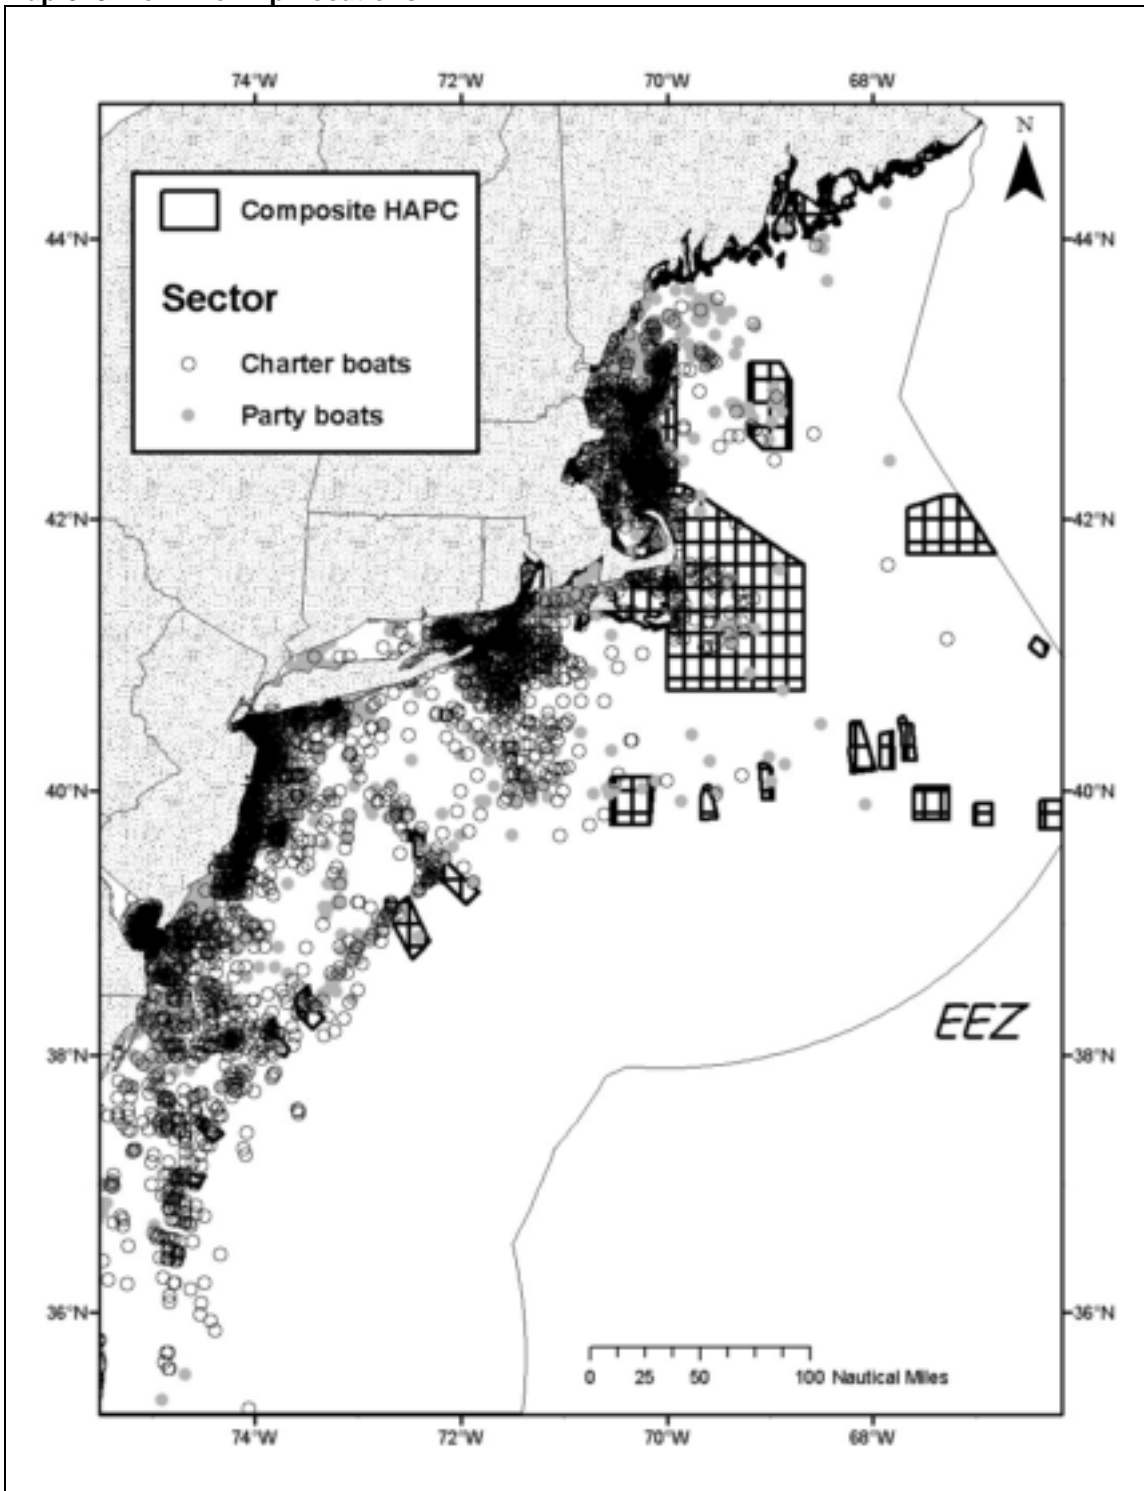 74°W 72°W 70°W 68°W
N
Composite HAPC
44°N 44°N
Sector
Charter boats
Party boats
42°N 42°N
40°N 40°N
EEZ
38°N 38°N
36°N 36°N
0 25 50 100 Nautical Miles
74°W 72°W 70°W 68°W